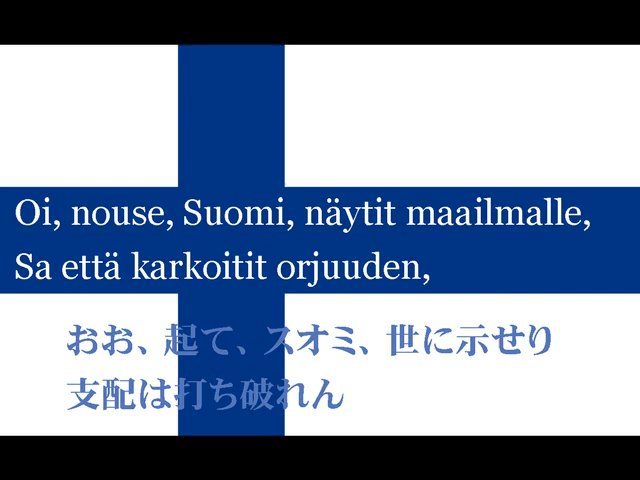 Oi, nouse, Suomi, näytit maailmalle,
Sa että karkoitit orjuuden,
おお、起て、スオミ、世に示せり
支配は打ち破れん